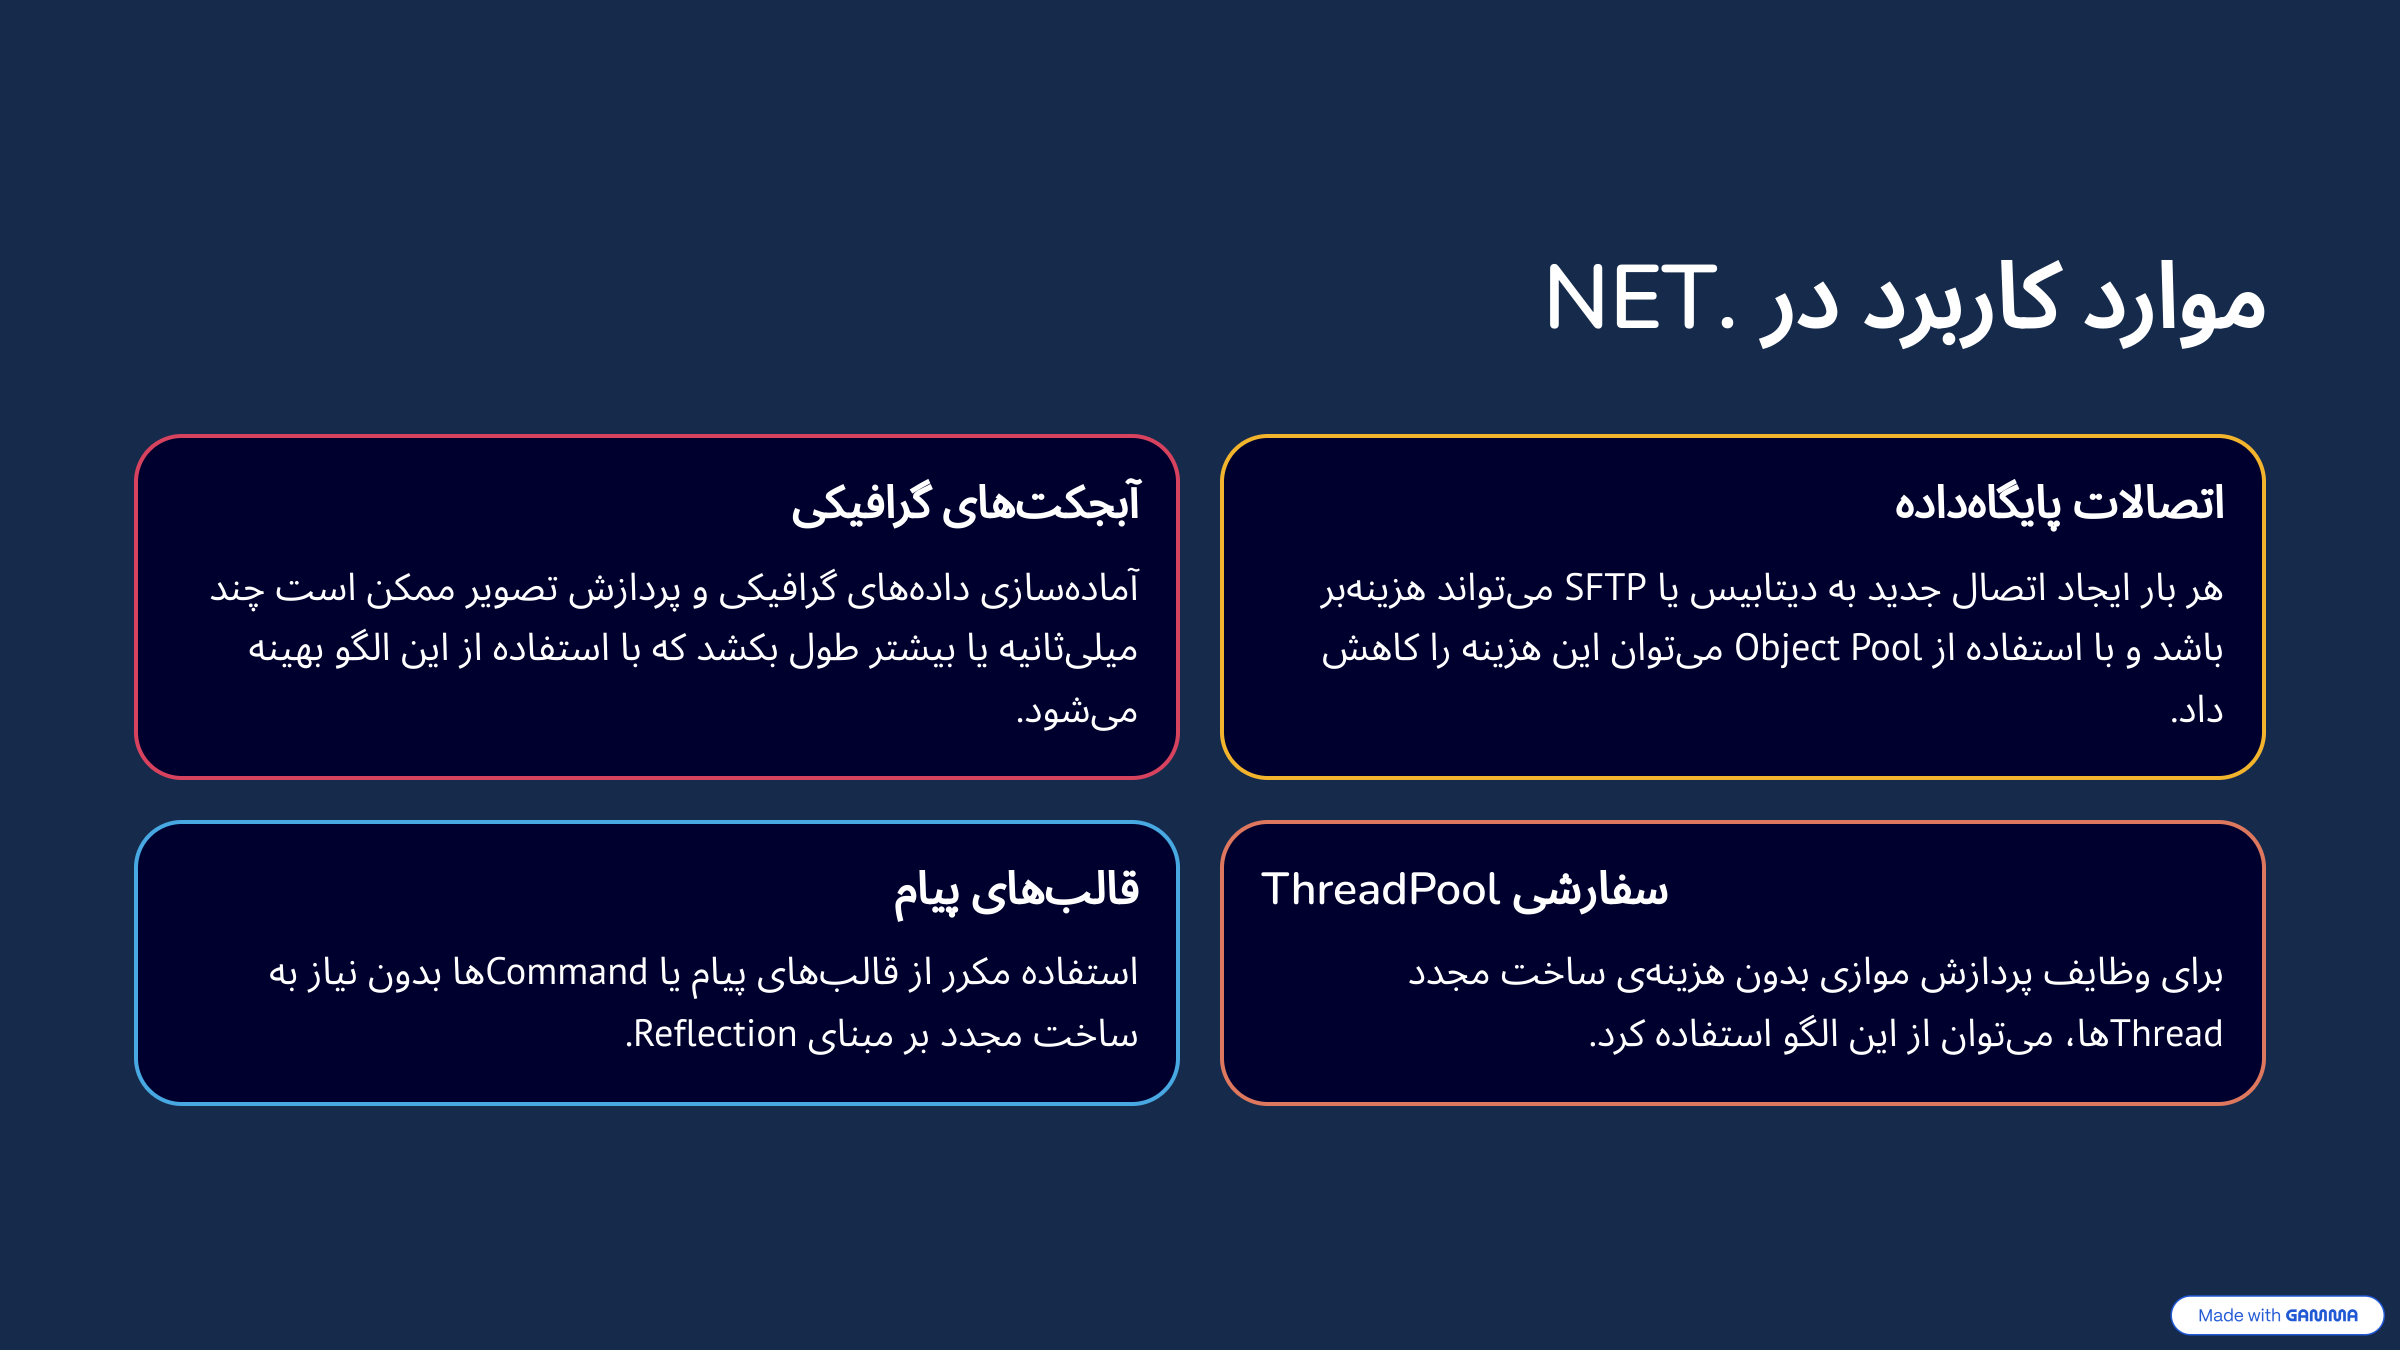 موارد کاربرد در .NET
اتصالات پایگاه‌داده
هر بار ایجاد اتصال جدید به دیتابیس یا SFTP می‌تواند هزینه‌بر
باشد و با استفاده از Object Pool می‌توان این هزینه را کاهش
داد.
آبجکت‌های گرافیکی
آماده‌سازی داده‌های گرافیکی و پردازش تصویر ممکن است چند
میلی‌ثانیه یا بیشتر طول بکشد که با استفاده از این الگو بهینه
می‌شود.
ThreadPool سفارشی
برای وظایف پردازش موازی بدون هزینه‌ی ساخت مجدد
Threadها، می‌توان از این الگو استفاده کرد.
قالب‌های پیام
استفاده مکرر از قالب‌های پیام یا Commandها بدون نیاز به
ساخت مجدد بر مبنای Reflection.
Made with GAMMA